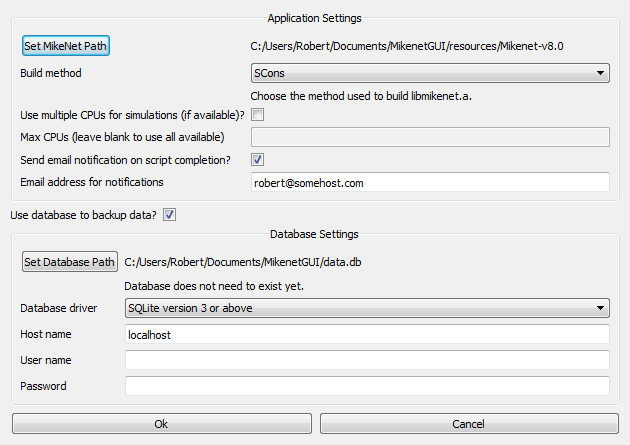 Application Settings
Set MikeNet Path C:/Users/Robert/Documents/MikenetGUI/resources/Mikenet-v8.0
Build method SCons
Choose the method used to build libmikenet.a.
Use multiple CPUs for simulations (if available)?
Max CPUs (leave blank to use all available)
Send email notification on script completion?
Email address for notifications robert@somehost.com
Use database to backup data?
Database Settings
Set Database Path C:/Users/Robert/Documents/MikenetGUI/data.db
Database does not need to exist yet.
Database driver SQLite version 3 or above
Host name localhost
User name
Password
Ok Cancel